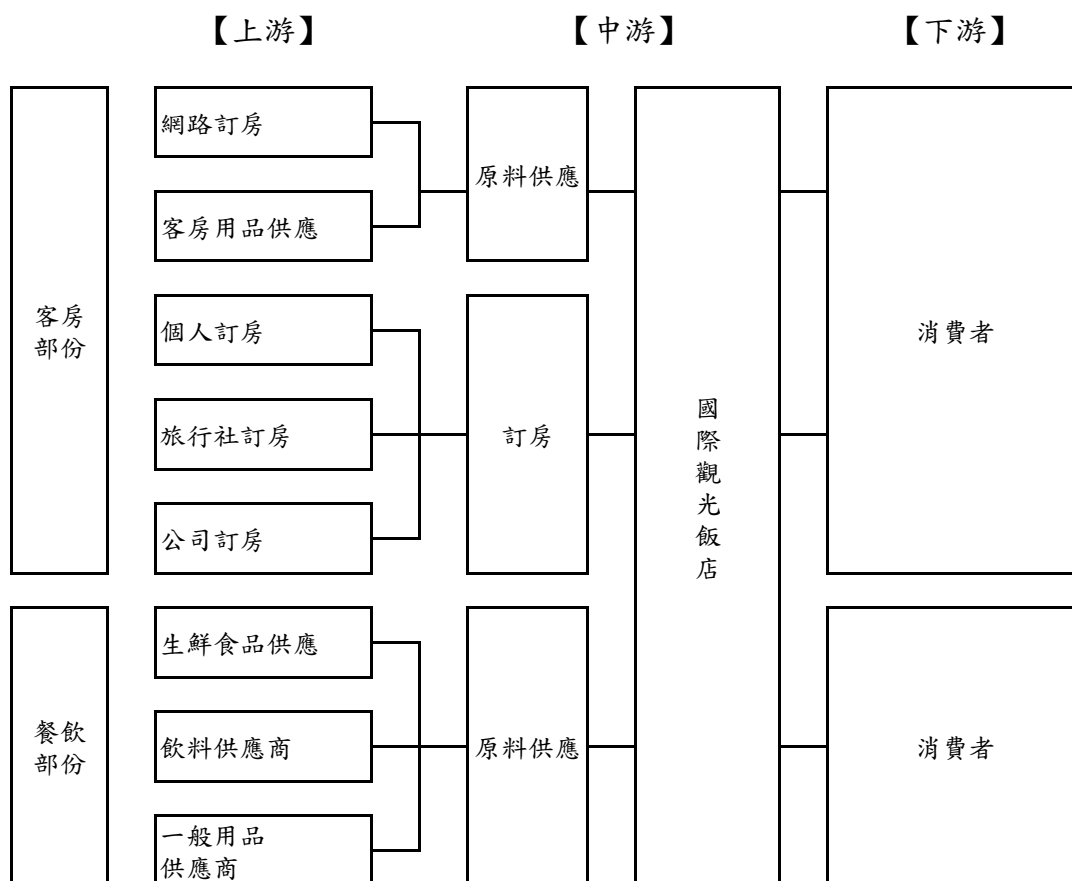 【上游】
【中游】
【下游】
網路訂房
客房用品供應
原料供應
客房
部份
個人訂房
旅行社訂房
公司訂房
訂房
國
際
觀
光
飯
店
消費者
餐飲
部份
生鮮食品供應
飲料供應商
一般用品
供應商
原料供應
消費者